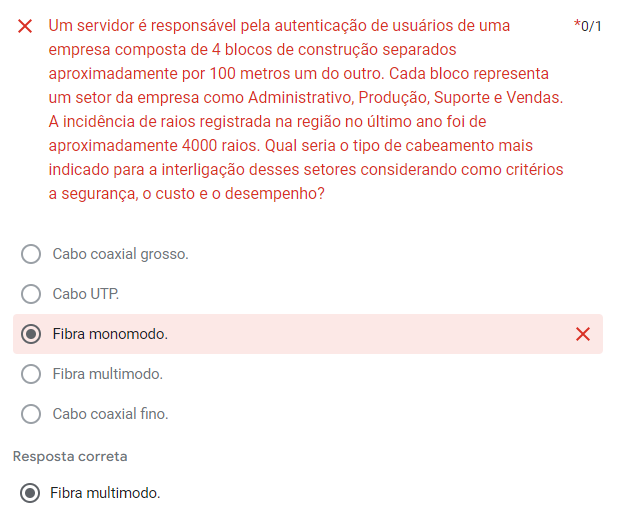 Um servidor é responsável pela autenticação de usuários de uma
*0/1
empresa composta de 4 blocos de construção separados
aproximadamente por 100 metros um do outro. Cada bloco representa
um setor da empresa como Administrativo, Produção, Suporte e Vendas.
A incidência de raios registrada na região no último ano foi de
aproximadamente 4000 raios. Qual seria o tipo de cabeamento mais
indicado para a interligação desses setores considerando como critérios
a segurança, o custo e o desempenho?
Cabo coaxial grosso.
Cabo UTP.
Fibra monomodo.
Fibra multimodo.
Cabo coaxial fino.
Resposta correta
Fibra multimodo.